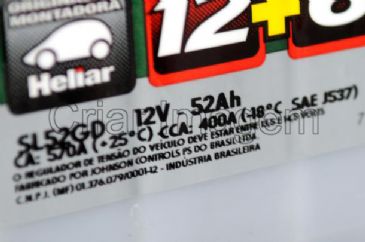 ORIGINAL
MONTADORA
12+6
Heliar
SL52GD 12V 52Ah
CA: 570A (+25°C) CCA: 400A (-18°C, SAE J537)
O REGULADOR DE TENSÃO DO VEÍCULO DEVE ESTAR ENTRE
FABRICADO POR JOHNSON CONTROLS PS DO BRASIL LTDA
C.N.P.J. (MF) 01.376.079/0001-12 - INDÚSTRIA BRASILEIRA